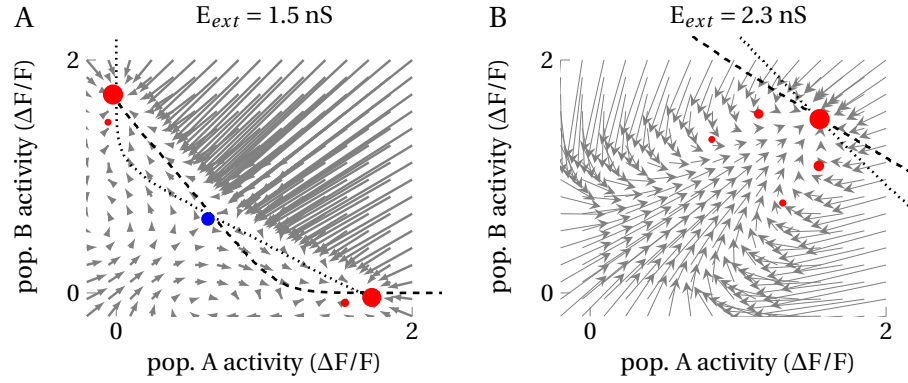 A
E_ext = 1.5 nS
pop. B activity (ΔF/F)
2
0
0
2
pop. A activity (ΔF/F)
B
E_ext = 2.3 nS
pop. B activity (ΔF/F)
2
0
0
2
pop. A activity (ΔF/F)